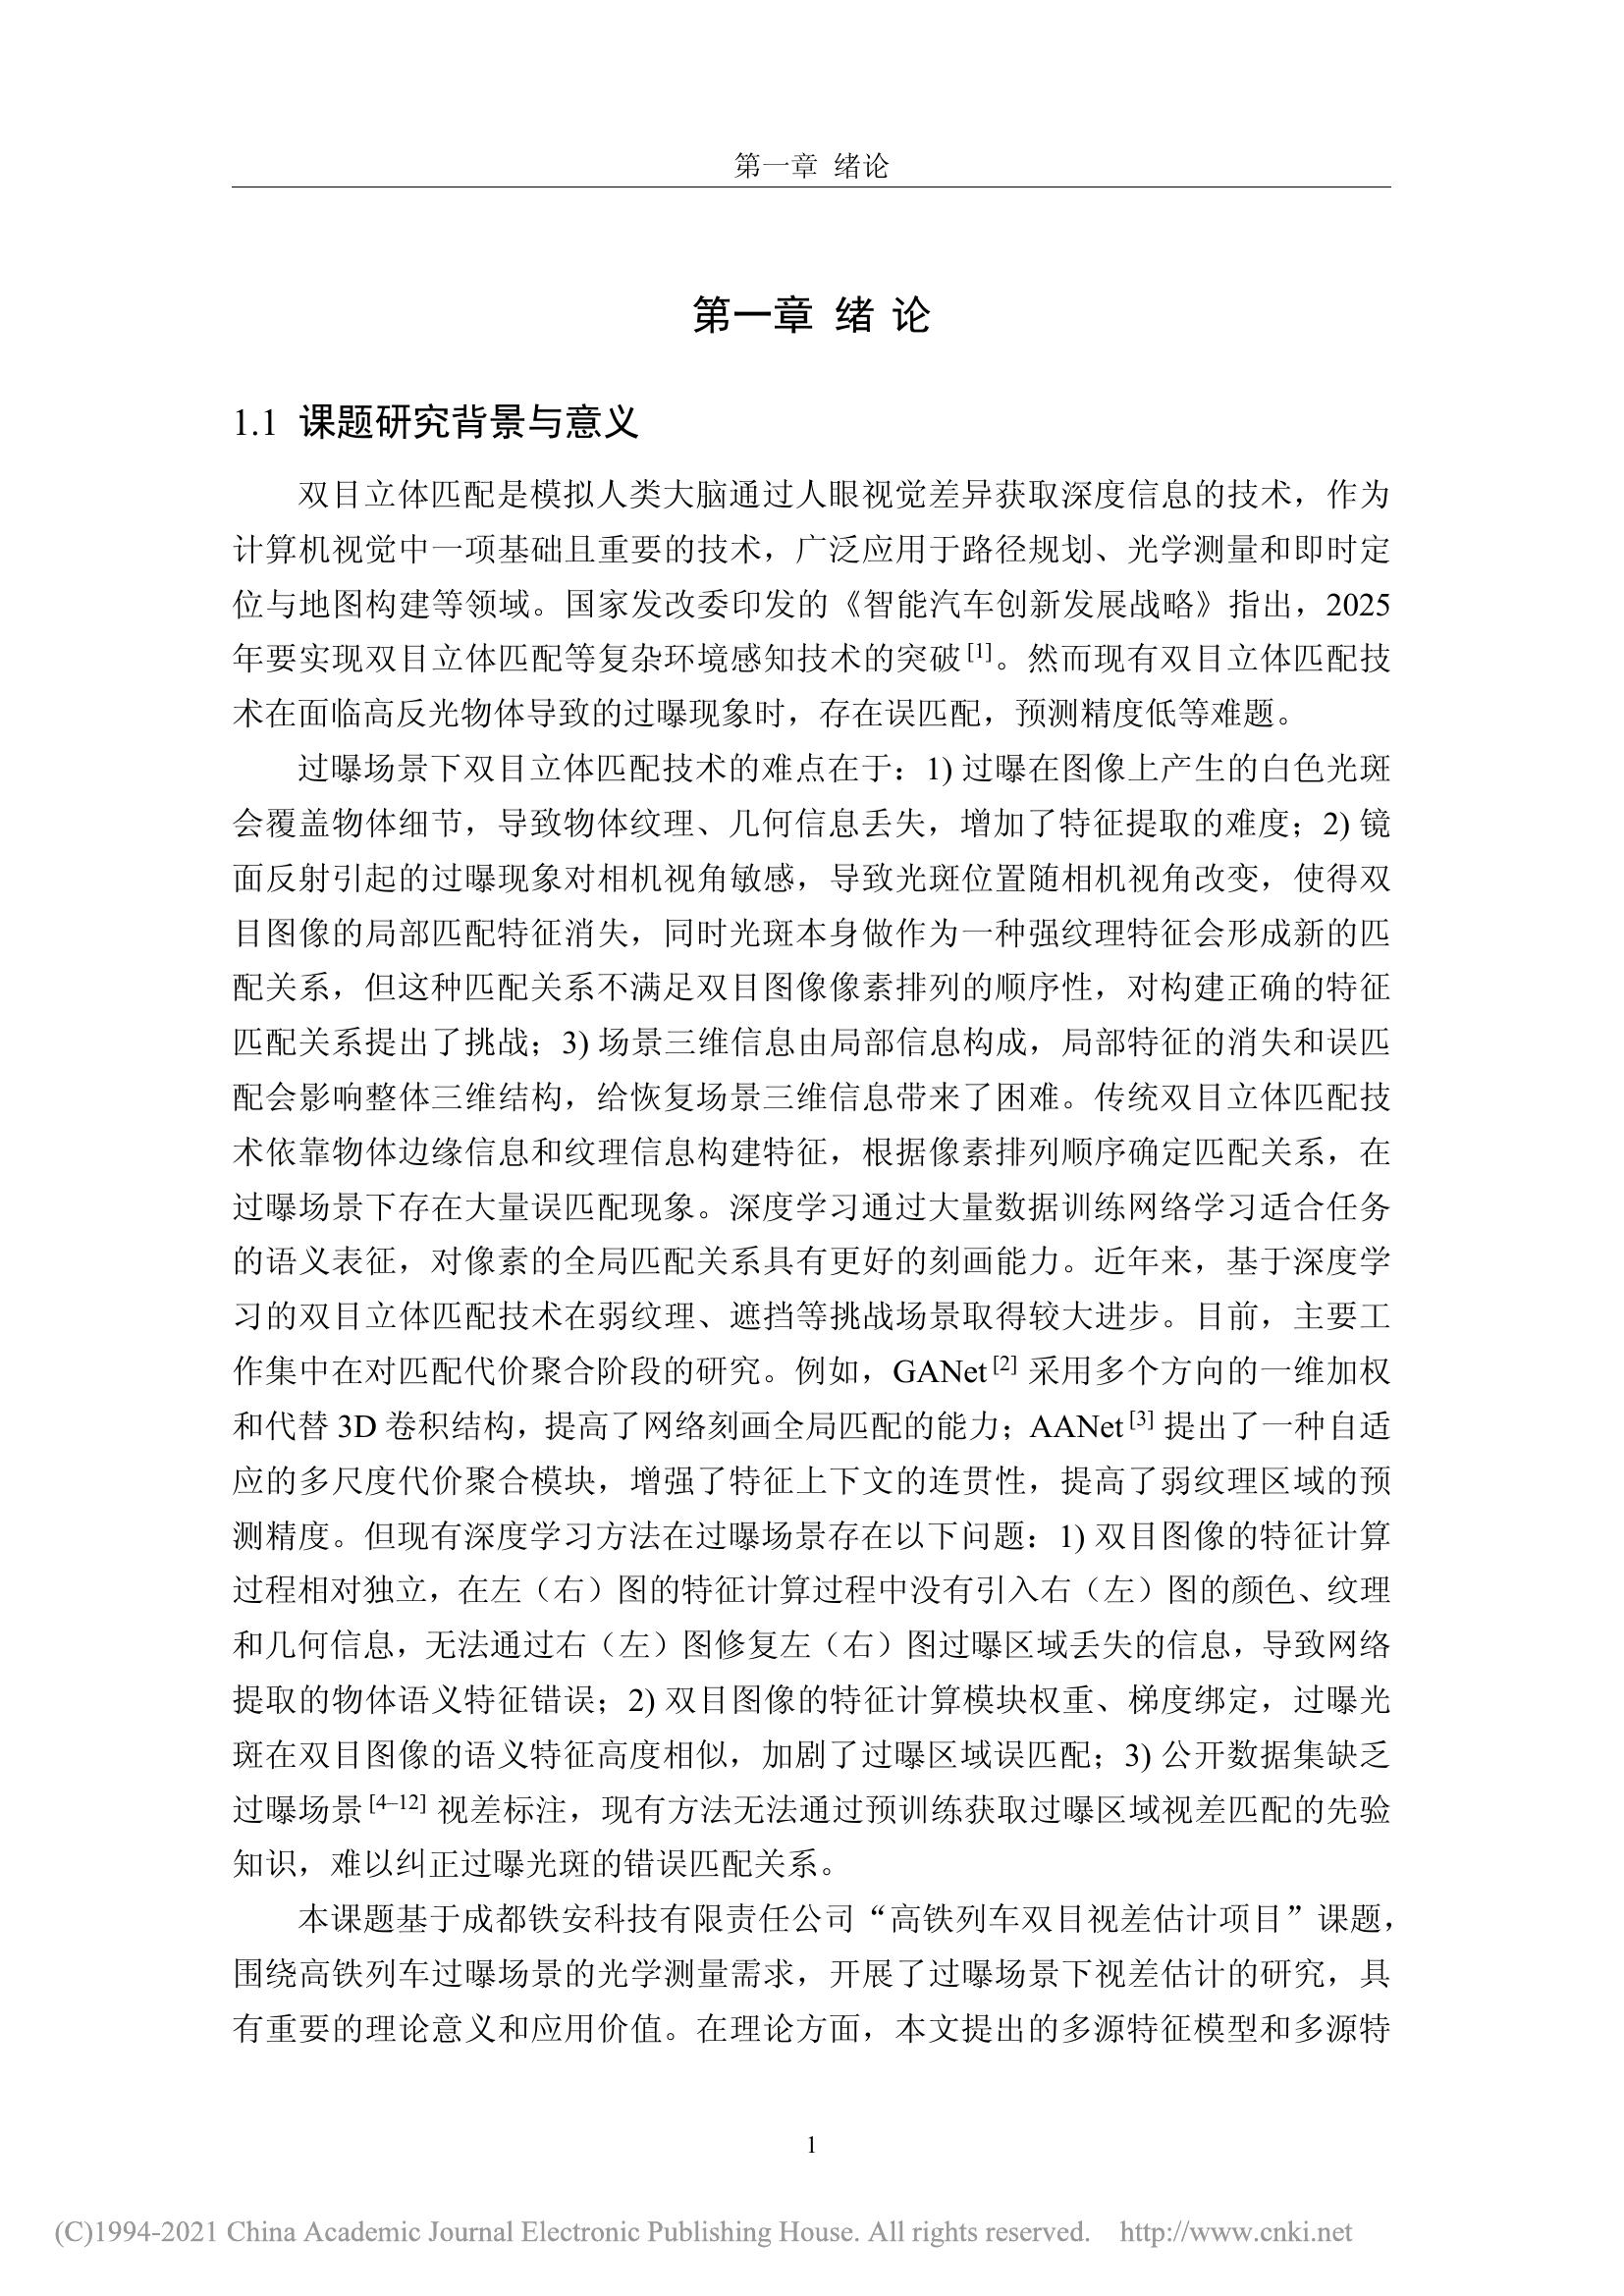 第一章 绪论
第一章 绪 论
1.1 课题研究背景与意义
双目立体匹配是模拟人类大脑通过人眼视觉差异获取深度信息的技术，作为
计算机视觉中一项基础且重要的技术，广泛应用于路径规划、光学测量和即时定
位与地图构建等领域。国家发改委印发的《智能汽车创新发展战略》指出，2025
年要实现双目立体匹配等复杂环境感知技术的突破[1]。然而现有双目立体匹配技
术在面临高反光物体导致的过曝现象时，存在误匹配，预测精度低等难题。
过曝场景下双目立体匹配技术的难点在于：1) 过曝在图像上产生的白色光斑
会覆盖物体细节，导致物体纹理、几何信息丢失，增加了特征提取的难度；2) 镜
面反射引起的过曝现象对相机视角敏感，导致光斑位置随相机视角改变，使得双
目图像的局部匹配特征消失，同时光斑本身做作为一种强纹理特征会形成新的匹
配关系，但这种匹配关系不满足双目图像像素排列的顺序性，对构建正确的特征
匹配关系提出了挑战；3) 场景三维信息由局部信息构成，局部特征的消失和误匹
配会影响整体三维结构，给恢复场景三维信息带来了困难。传统双目立体匹配技
术依靠物体边缘信息和纹理信息构建特征，根据像素排列顺序确定匹配关系，在
过曝场景下存在大量误匹配现象。深度学习通过大量数据训练网络学习适合任务
的语义表征，对像素的全局匹配关系具有更好的刻画能力。近年来，基于深度学
习的双目立体匹配技术在弱纹理、遮挡等挑战场景取得较大进步。目前，主要工
作集中在对匹配代价聚合阶段的研究。例如，GANet[2] 采用多个方向的一维加权
和代替 3D 卷积结构，提高了网络刻画全局匹配的能力；AANet[3] 提出了一种自适
应的多尺度代价聚合模块，增强了特征上下文的连贯性，提高了弱纹理区域的预
测精度。但现有深度学习方法在过曝场景存在以下问题：1) 双目图像的特征计算
过程相对独立，在左（右）图的特征计算过程中没有引入右（左）图的颜色、纹理
和几何信息，无法通过右（左）图修复左（右）图过曝区域丢失的信息，导致网络
提取的物体语义特征错误；2) 双目图像的特征计算模块权重、梯度绑定，过曝光
斑在双目图像的语义特征高度相似，加剧了过曝区域误匹配；3) 公开数据集缺乏
过曝场景[4–12] 视差标注，现有方法无法通过预训练获取过曝区域视差匹配的先验
知识，难以纠正过曝光斑的错误匹配关系。
本课题基于成都铁安科技有限责任公司“高铁列车双目视差估计项目”课题，
围绕高铁列车过曝场景的光学测量需求，开展了过曝场景下视差估计的研究，具
有重要的理论意义和应用价值。在理论方面，本文提出的多源特征模型和多源特
1
(C)1994-2021 China Academic Journal Electronic Publishing House. All rights reserved. http://www.cnki.net